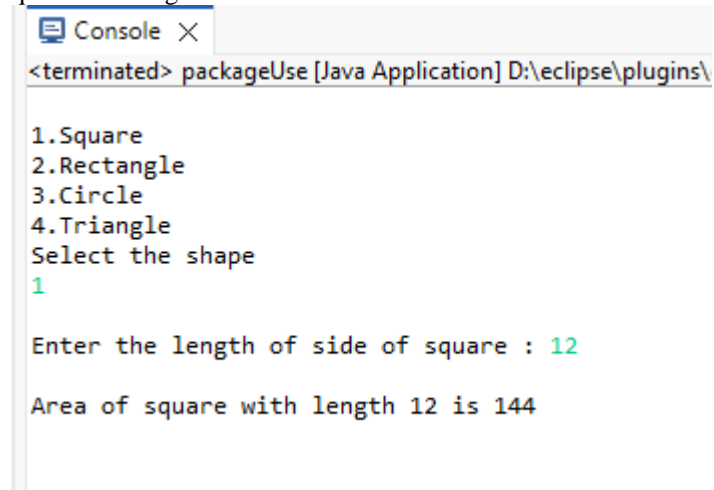 Console
<terminated> packageUse [Java Application] D:\eclipse\plugins\
1.Square
2.Rectangle
3.Circle
4.Triangle
Select the shape
1
Enter the length of side of square : 12
Area of square with length 12 is 144